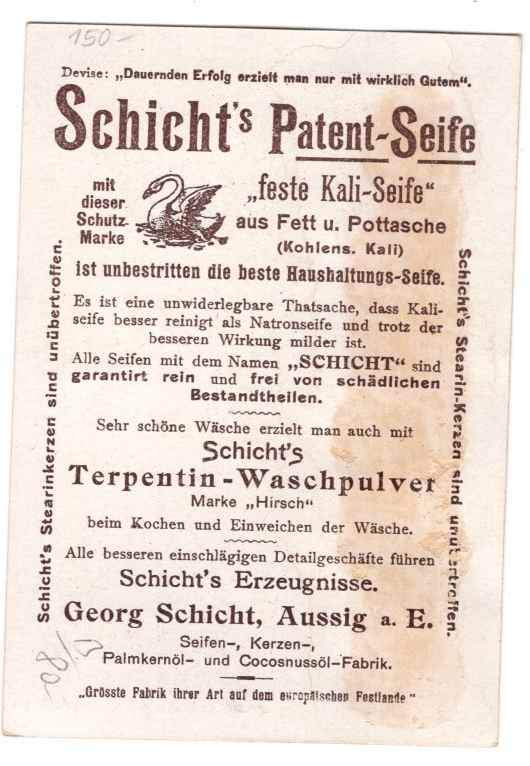 150-
Devise: „Dauernden Erfolg erzielt man nur mit wirklich Gutem".
Schicht's Patent-Seife
mit
dieser
Schutz-
Marke
„feste Kali-Seife"
aus Fett u. Pottasche
(Kohlens. Kali)
ist unbestritten die beste Haushaltungs-Seife.
Es ist eine unwiderlegbare Thatsache, dass Kali-
seife besser reinigt als Natronseife und trotz der
besseren Wirkung milder ist.
Alle Seifen mit dem Namen „SCHICHT" sind
garantirt rein und frei von schädlichen
Bestandtheilen.
Sehr schöne Wäsche erzielt man auch mit
Schicht's
Terpentin-Waschpulver
Marke „Hirsch"
beim Kochen und Einweichen der Wäsche.
Alle besseren einschlägigen Detailgeschäfte führen
Schicht's Erzeugnisse.
Georg Schicht, Aussig a. E.
Seifen-, Kerzen-,
Palmkernöl- und Cocosnussöl-Fabrik.
„Grösste Fabrik ihrer Art auf dem europäischen Festlande"
Schicht's Stearinkerzen sind unübertroffen.
Schicht's Stearin-Kerzen sind unübertroffen.